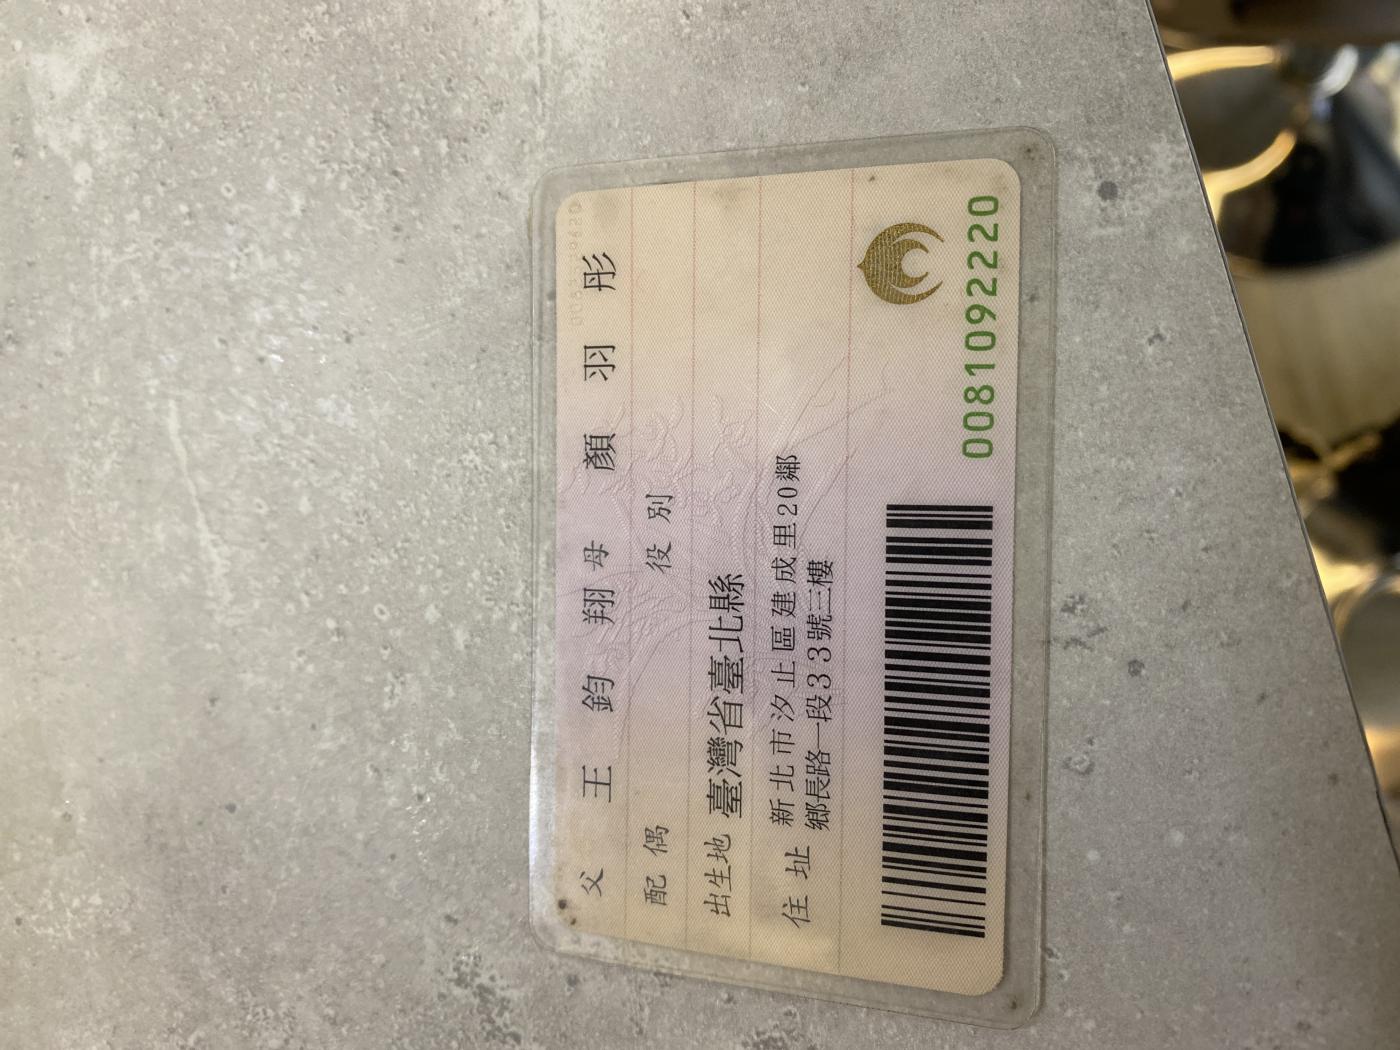 父 王 鈞 翔 母 顏 羽 彤
配偶 役別
出生地 臺灣省臺北縣
住址 新北市汐止區建成里20鄰
鄉長路一段33號三樓
0081092220